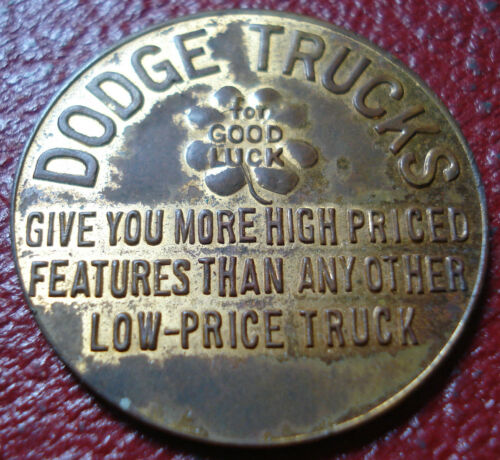 DODGE TRUCKS
for
GOOD
LUCK
GIVE YOU MORE HIGH PRICED
FEATURES THAN ANY OTHER
LOW-PRICE TRUCK